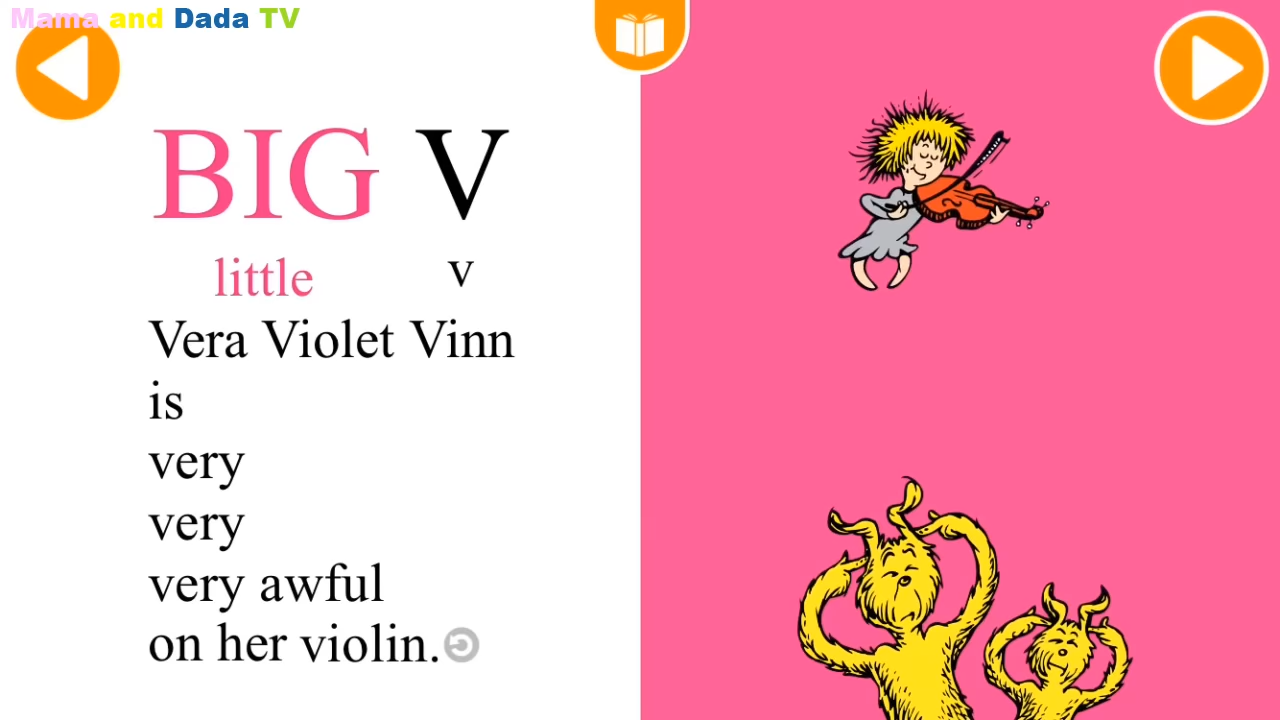 Mama and Dada TV
BIG V
little v
Vera Violet Vinn
is
very
very
very awful
on her violin.